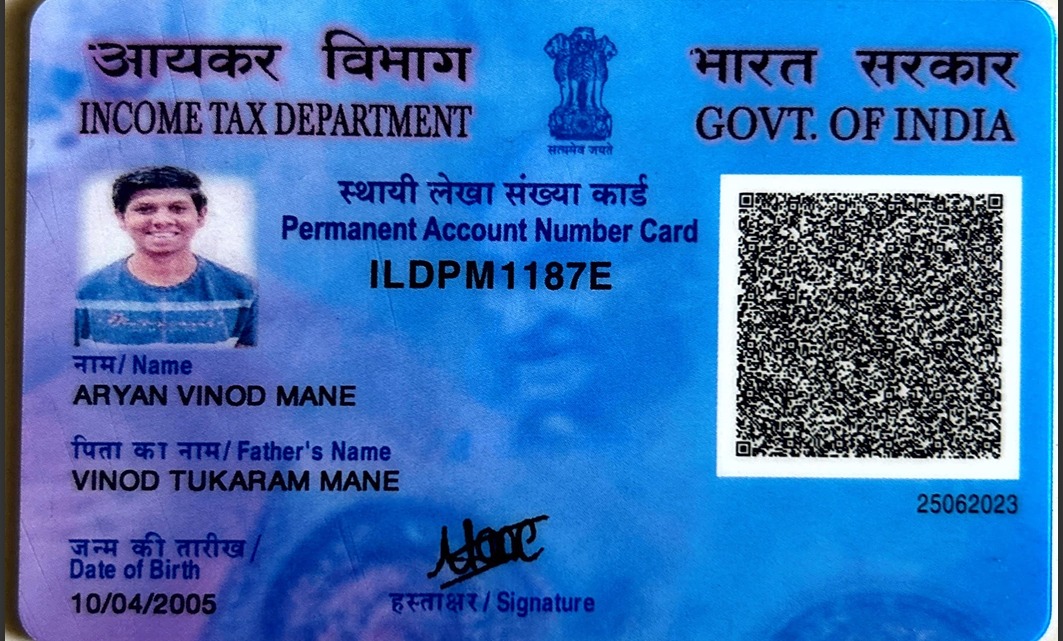 आयकर विभाग
INCOME TAX DEPARTMENT
भारत सरकार
GOVT. OF INDIA
सत्यमेव जयते
स्थायी लेखा संख्या कार्ड
Permanent Account Number Card
ILDPM1187E
नाम/ Name
ARYAN VINOD MANE
पिता का नाम/ Father's Name
VINOD TUKARAM MANE
25062023
जन्म की तारीख /
Date of Birth
10/04/2005
हस्ताक्षर / Signature